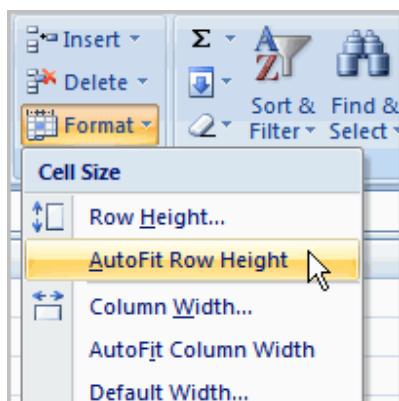 Insert
Delete
Format
Σ
A
Z
Sort &
Filter
Find &
Select
Cell Size
Row Height...
AutoFit Row Height
Column Width...
AutoFit Column Width
Default Width...